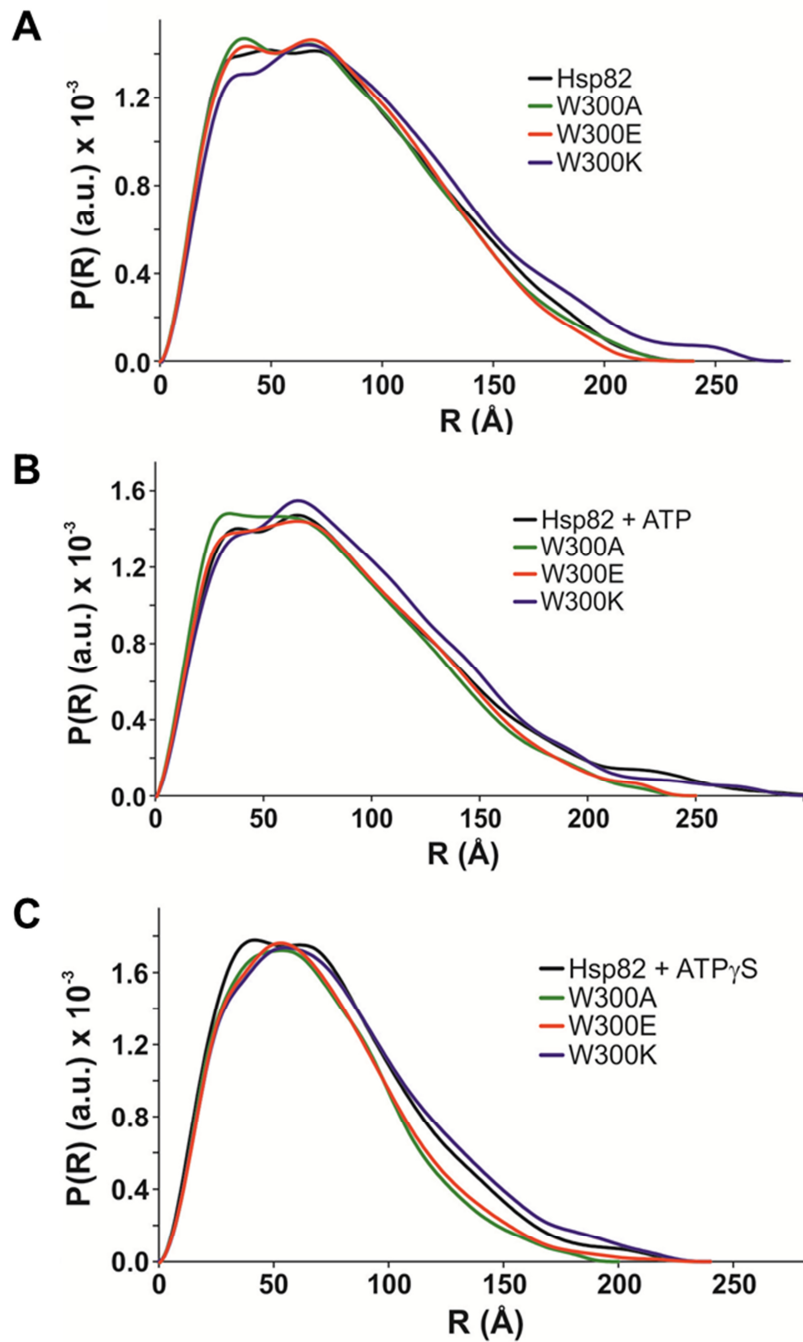 A
P(R) (a.u.) x 10⁻³
1.2
0.8
0.4
0.0
0 50 100 150 200 250
R (Å)
Hsp82
W300A
W300E
W300K
B
P(R) (a.u.) x 10⁻³
1.6
1.2
0.8
0.4
0.0
0 50 100 150 200 250
R (Å)
Hsp82 + ATP
W300A
W300E
W300K
C
P(R) (a.u.) x 10⁻³
1.6
1.2
0.8
0.4
0.0
0 50 100 150 200 250
R (Å)
Hsp82 + ATPγS
W300A
W300E
W300K